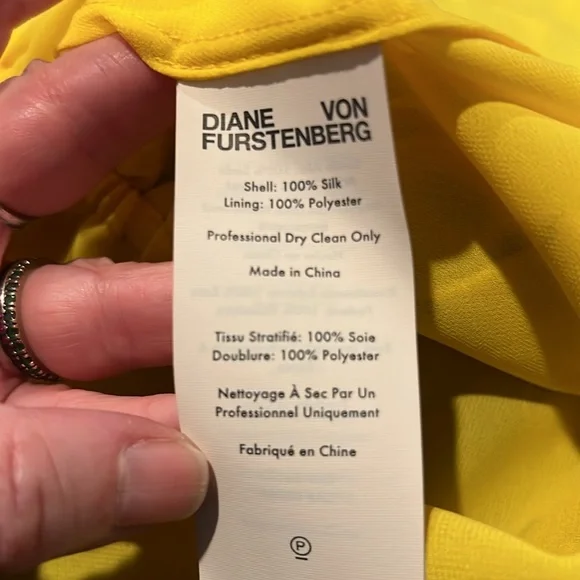 DIANE VON
FURSTENBERG
Shell: 100% Silk
Lining: 100% Polyester
Professional Dry Clean Only
Made in China
Tissu Stratifié: 100% Soie
Doublure: 100% Polyester
Nettoyage À Sec Par Un
Professionnel Uniquement
Fabriqué en Chine
P